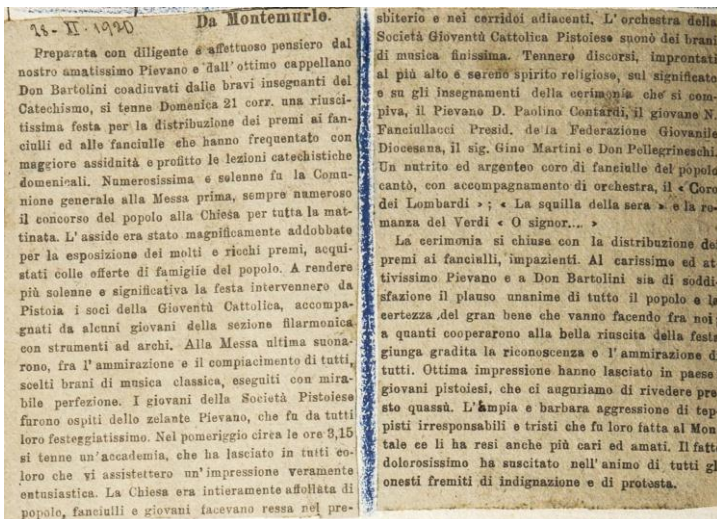 28 - XI - 1920
Da Montemurlo.
Preparata con diligente e affettuoso pensiero dal
nostro amatissimo Pievano e dall'ottimo cappellano
Don Bartolini coadiuvati dalle bravi insegnanti del
Catechismo, si tenne Domenica 21 corr. una riusci-
tissima festa per la distribuzione dei premi ai fan-
ciulli ed alle fanciulle che hanno frequentato con
maggiore assiduità e profitto le lezioni catechistiche
domenicali. Numerosissima e solenne fu la Comu-
nione generale alla Messa prima, sempre numeroso
il concorso del popolo alla Chiesa per tutta la mat-
tinata. L'asside era stato magnificamente addobbato
per la esposizione dei molti e ricchi premi, acqui-
stati colle offerte di famiglie del popolo. A rendere
più solenne e significativa la festa intervennero da
Pistoia i soci della Gioventù Cattolica, accompa-
gnati da alcuni giovani della sezione filarmonica
con strumenti ad archi. Alla Messa ultima suona-
rono, fra l'ammirazione e il compiacimento di tutti,
scelti brani di musica classica, eseguiti con mira-
bile perfezione. I giovani della Società Pistoiese
furono ospiti dello zelante Pievano, che fu da tutti
loro festeggiatissimo. Nel pomeriggio circa le ore 3,15
si tenne un'accademia, che ha lasciato in tutti co-
loro che vi assistettero un'impressione veramente
entusiastica. La Chiesa era intieramente affollata di
popolo, fanciulli e giovani facevano ressa nel pre-
sbiterio e nei corridoi adiacenti. L'orchestra della
Società Gioventù Cattolica Pistoiese suonò dei brani
di musica finissima. Tennero discorsi, improntati
al più alto e sereno spirito religioso, sul significato
e su gli insegnamenti della cerimonia che si com-
piva, il Pievano D. Paolino Contardi, il giovane N.
Fanciullacci Presid. de la Federazione Giovanile
Diocesana, il sig. Gino Martini e Don Pellegrineschi.
Un nutrito ed argenteo coro di fanciulle del popolo
cantò, con accompagnamento di orchestra, il « Coro
dei Lombardi » ; « La squilla della sera » e la ro-
manza del Verdi « O signor.... »
La cerimonia si chiuse con la distribuzione dei
premi ai fancialli, impazienti. Al carissimo ed at-
tivissimo Pievano e a Don Bartolini sia di soddi-
sfazione il plauso unanime di tutto il popolo e la
certezza del gran bene che vanno facendo fra noi;
a quanti cooperarono alla bella riuscita della festa
giunga gradita la riconoscenza e l'ammirazione di
tutti. Ottima impressione hanno lasciato in paese i
giovani pistoiesi, che ci auguriamo di rivedere pre
sto quassù. L'ampia e barbara aggressione di tep
pisti irresponsabili e tristi che fu loro fatta al Mon
tale ce li ha resi anche più cari ed amati. Il fatto
dolorosissimo ha suscitato nell'animo di tutti gl
onesti fremiti di indignazione e di protesta.